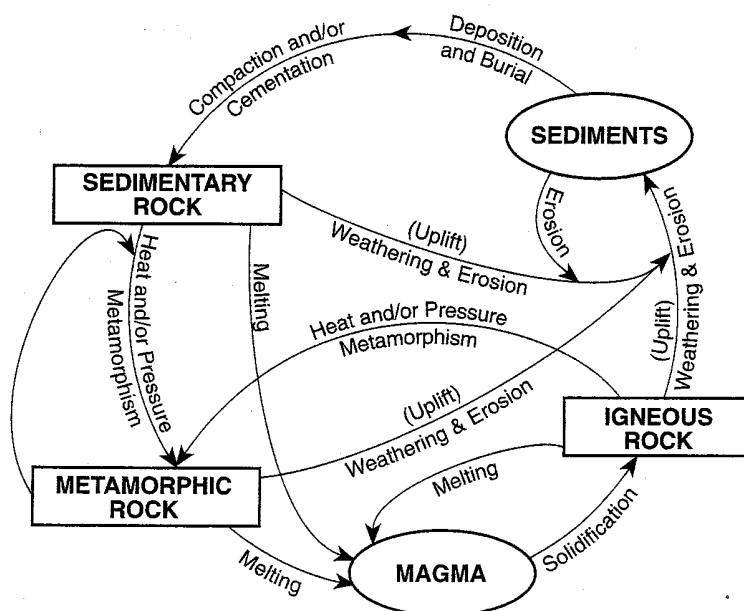 Deposition
and Burial
Compaction and/or
Cementation
SEDIMENTS
SEDIMENTARY
ROCK
Erosion
(Uplift)
Weathering & Erosion
Heat and/or Pressure
Metamorphism
Melting
(Uplift)
Weathering & Erosion
Heat and/or Pressure
Metamorphism
(Uplift)
Weathering & Erosion
IGNEOUS
ROCK
METAMORPHIC
ROCK
Melting
Melting
Solidification
MAGMA